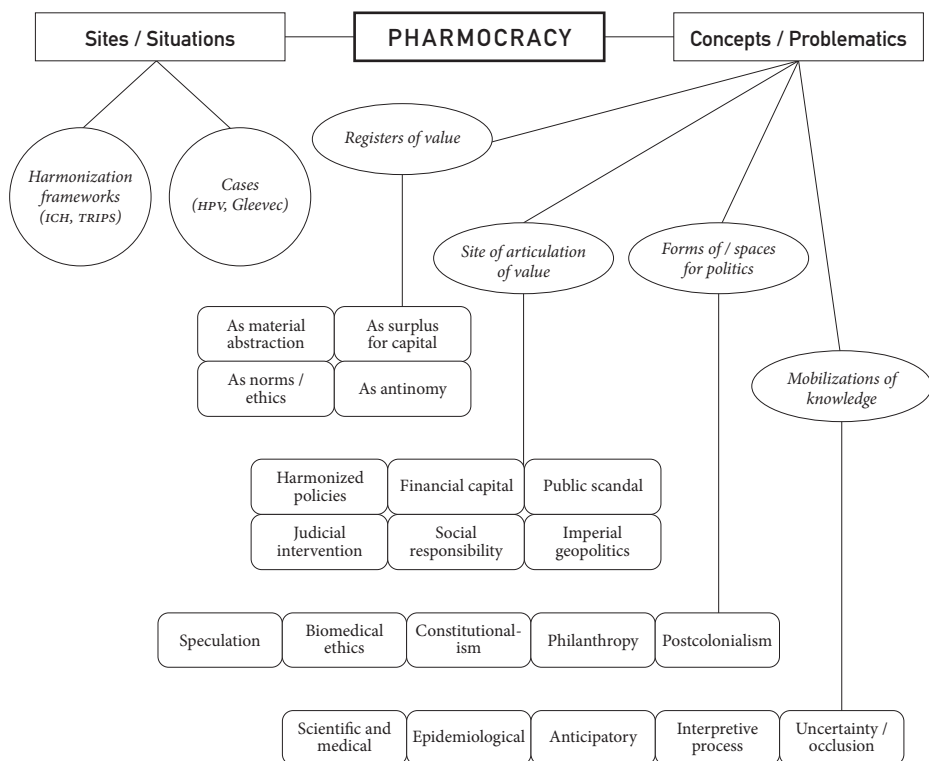 Sites / Situations
PHARMOCRACY
Concepts / Problematics
Registers of value
Harmonization
frameworks
(ICH, TRIPS)
Cases
(HPV, Gleevec)
Site of articulation
of value
Forms of / spaces
for politics
As material
abstraction
As surplus
for capital
As norms /
ethics
As antinomy
Mobilizations of
knowledge
Harmonized
policies
Financial capital
Public scandal
Judicial
intervention
Social
responsibility
Imperial
geopolitics
Speculation
Biomedical
ethics
Constitutional-
ism
Philanthropy
Postcolonialism
Scientific and
medical
Epidemiological
Anticipatory
Interpretive
process
Uncertainty /
occlusion